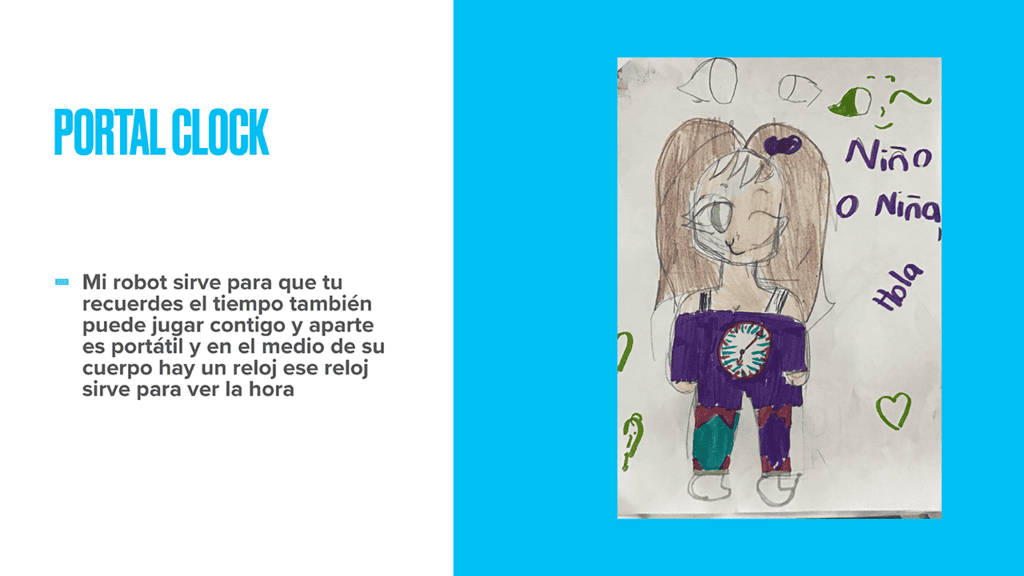 PORTAL CLOCK
Mi robot sirve para que tu
recuerdes el tiempo también
puede jugar contigo y aparte
es portátil y en el medio de su
cuerpo hay un reloj ese reloj
sirve para ver la hora
Niño
O Niña
Hola